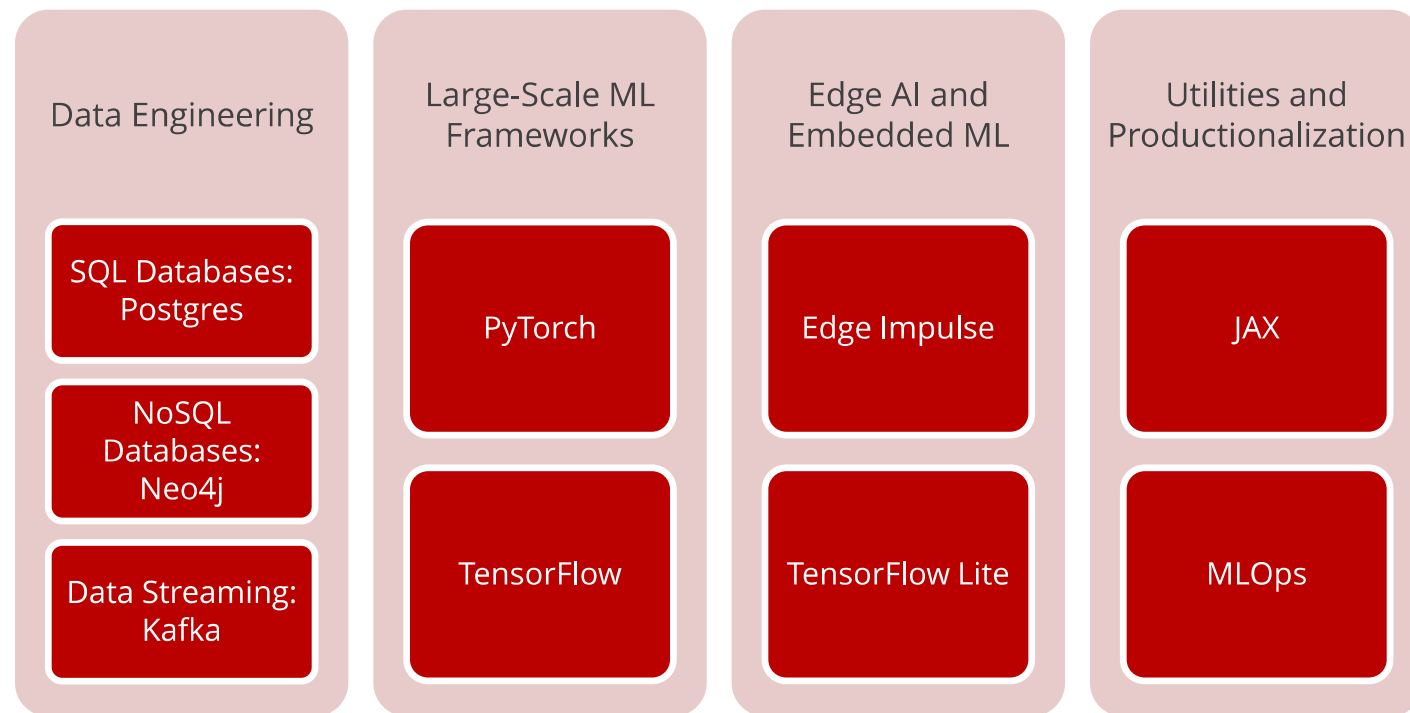 Data Engineering
SQL Databases:
Postgres
NoSQL
Databases:
Neo4j
Data Streaming:
Kafka
Large-Scale ML
Frameworks
PyTorch
TensorFlow
Edge AI and
Embedded ML
Edge Impulse
TensorFlow Lite
Utilities and
Productionalization
JAX
MLOps